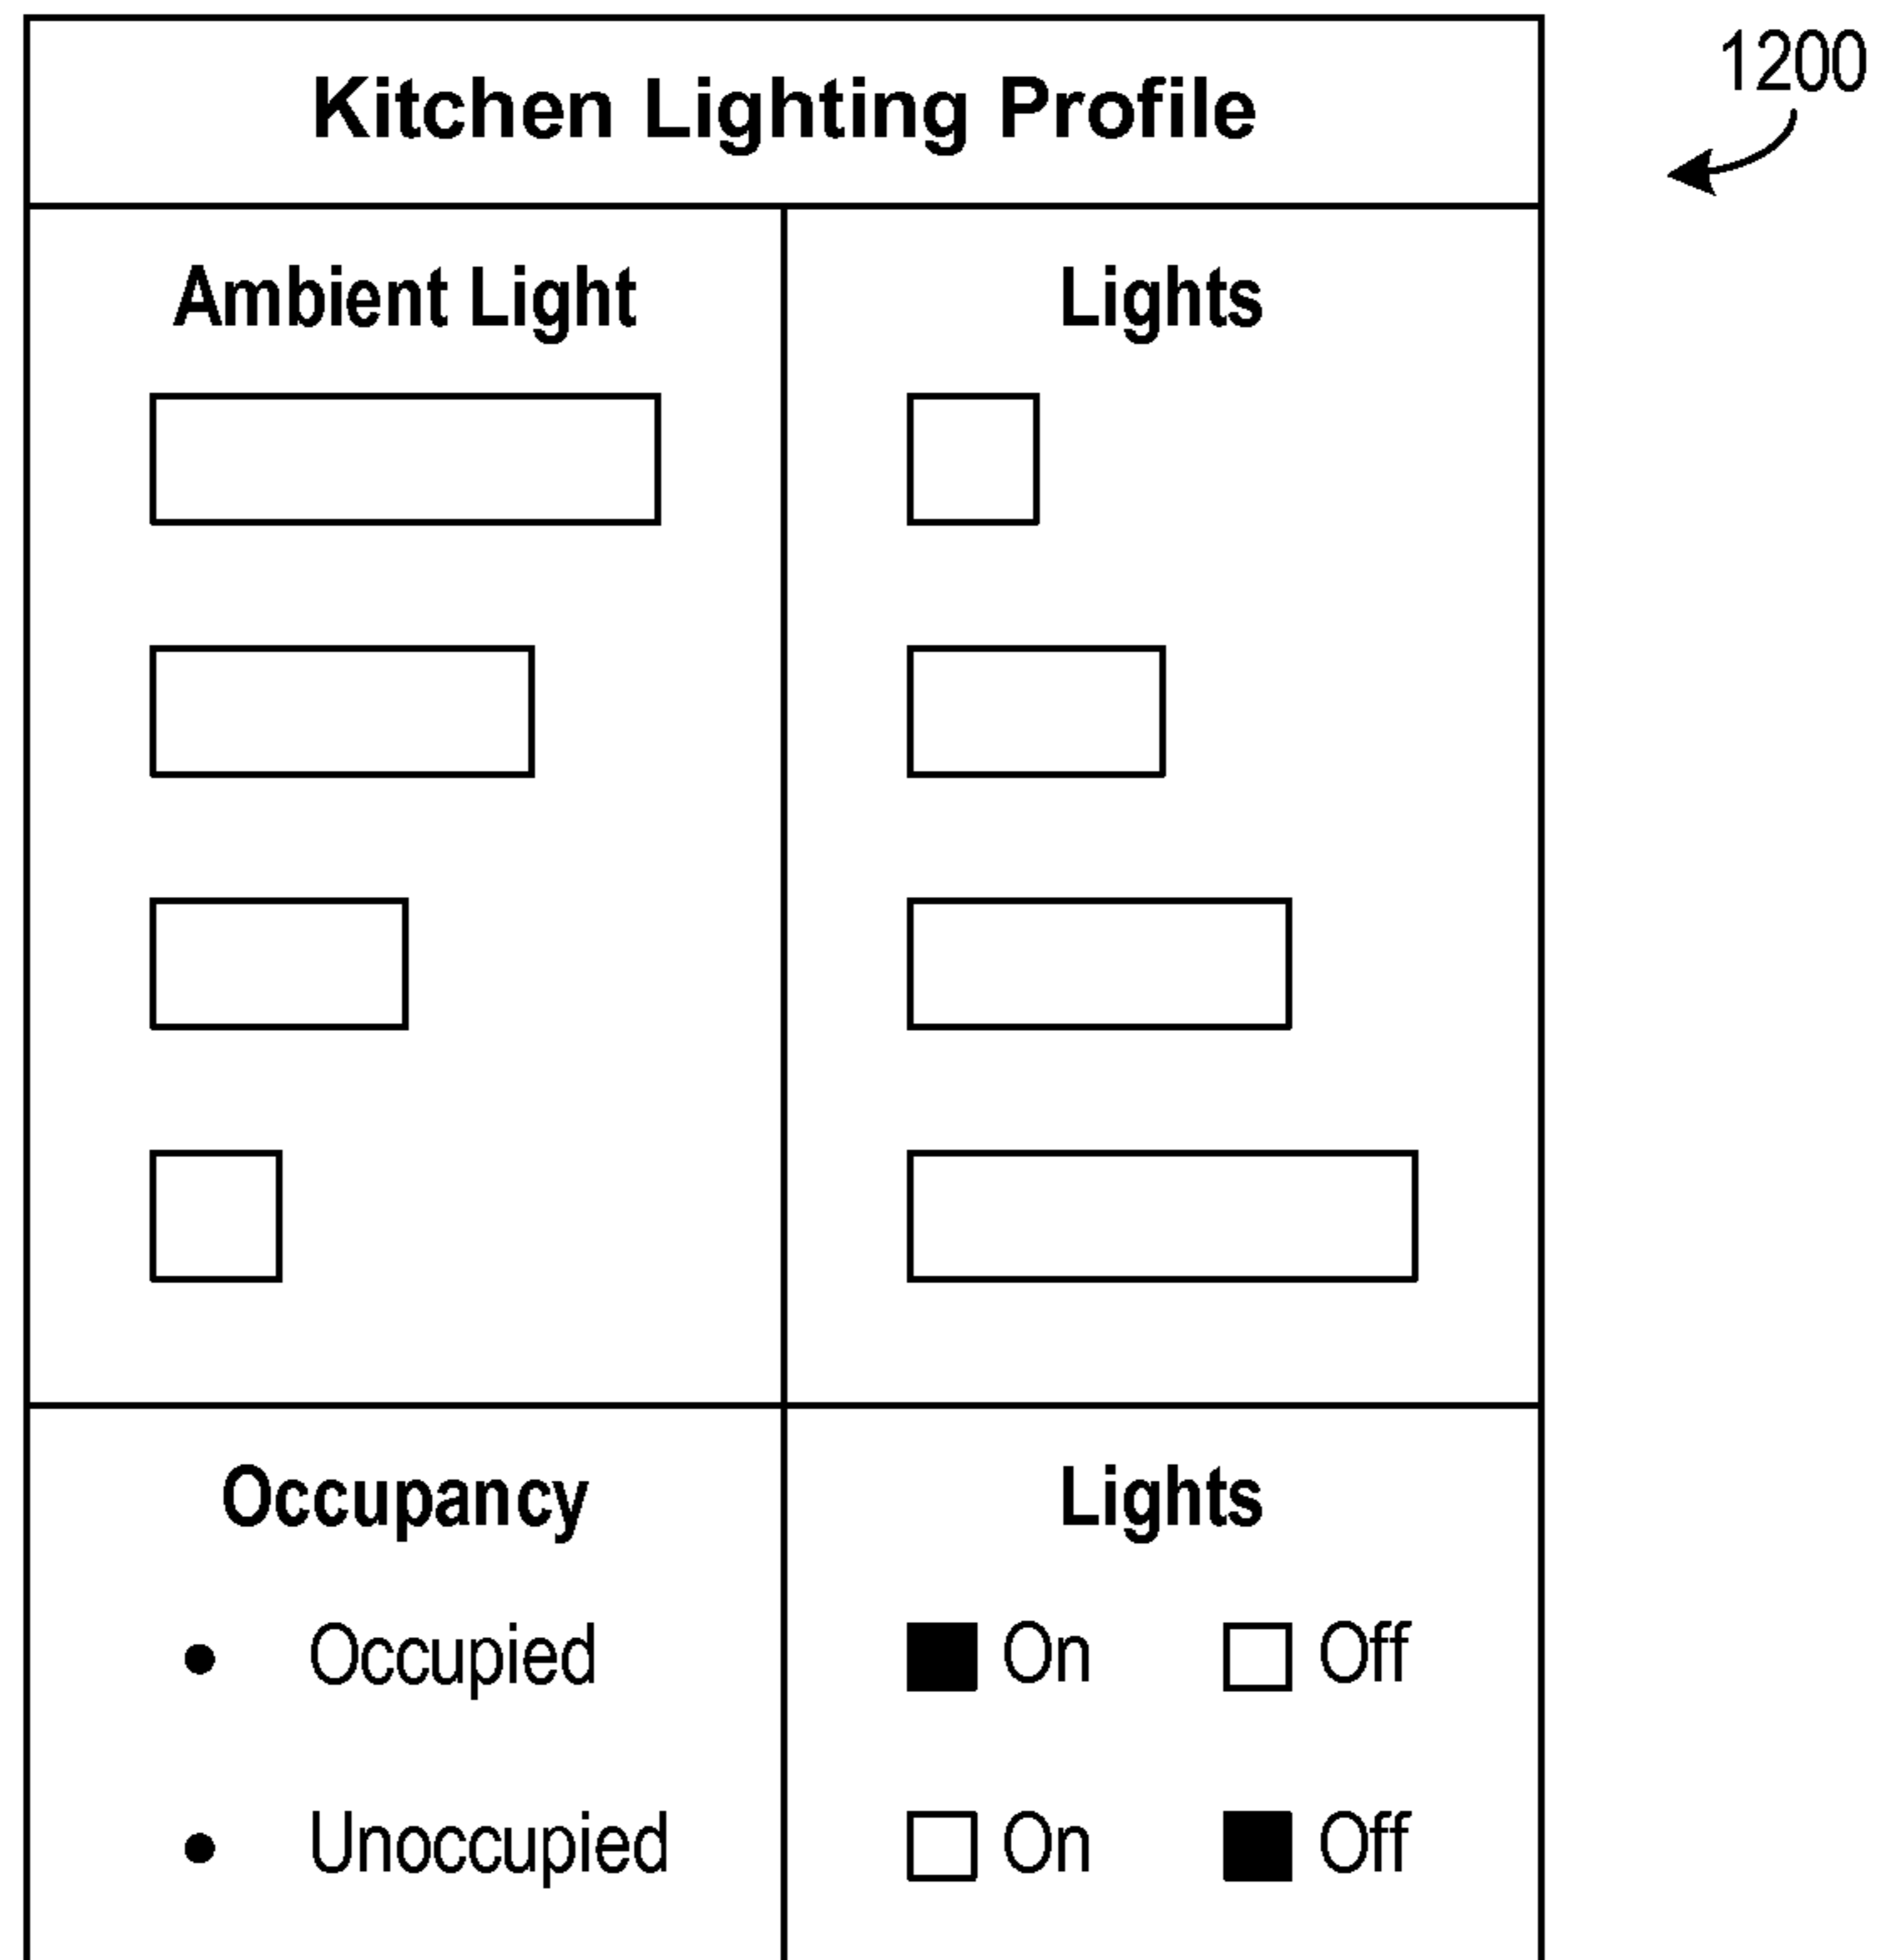 Kitchen Lighting Profile
1200
Ambient Light
Lights
Occupancy
Lights
• Occupied
On Off
• Unoccupied
On Off